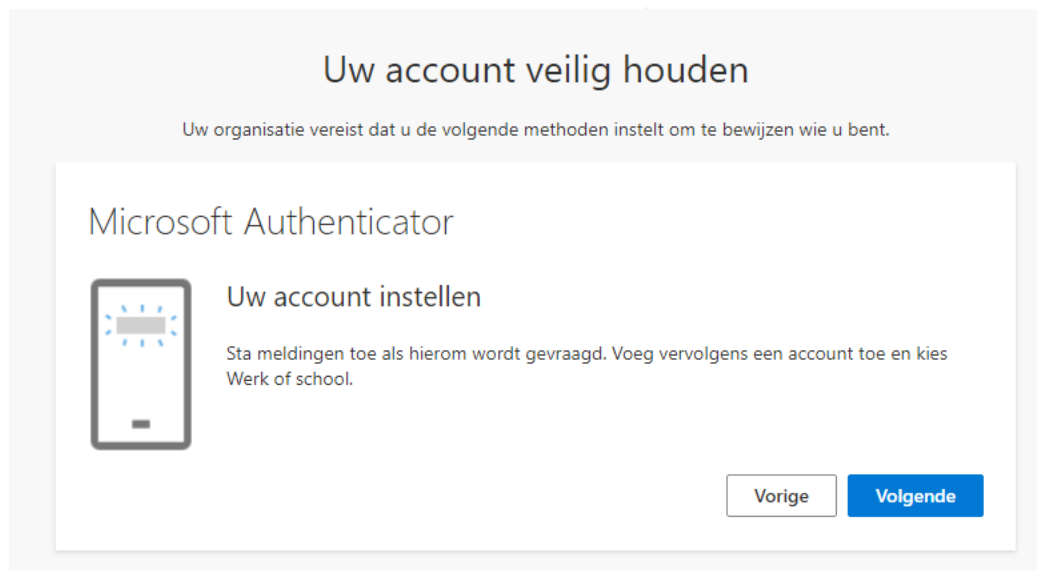 Uw account veilig houden
Uw organisatie vereist dat u de volgende methoden instelt om te bewijzen wie u bent.
Microsoft Authenticator
Uw account instellen
Sta meldingen toe als hierom wordt gevraagd. Voeg vervolgens een account toe en kies
Werk of school.
Vorige
Volgende